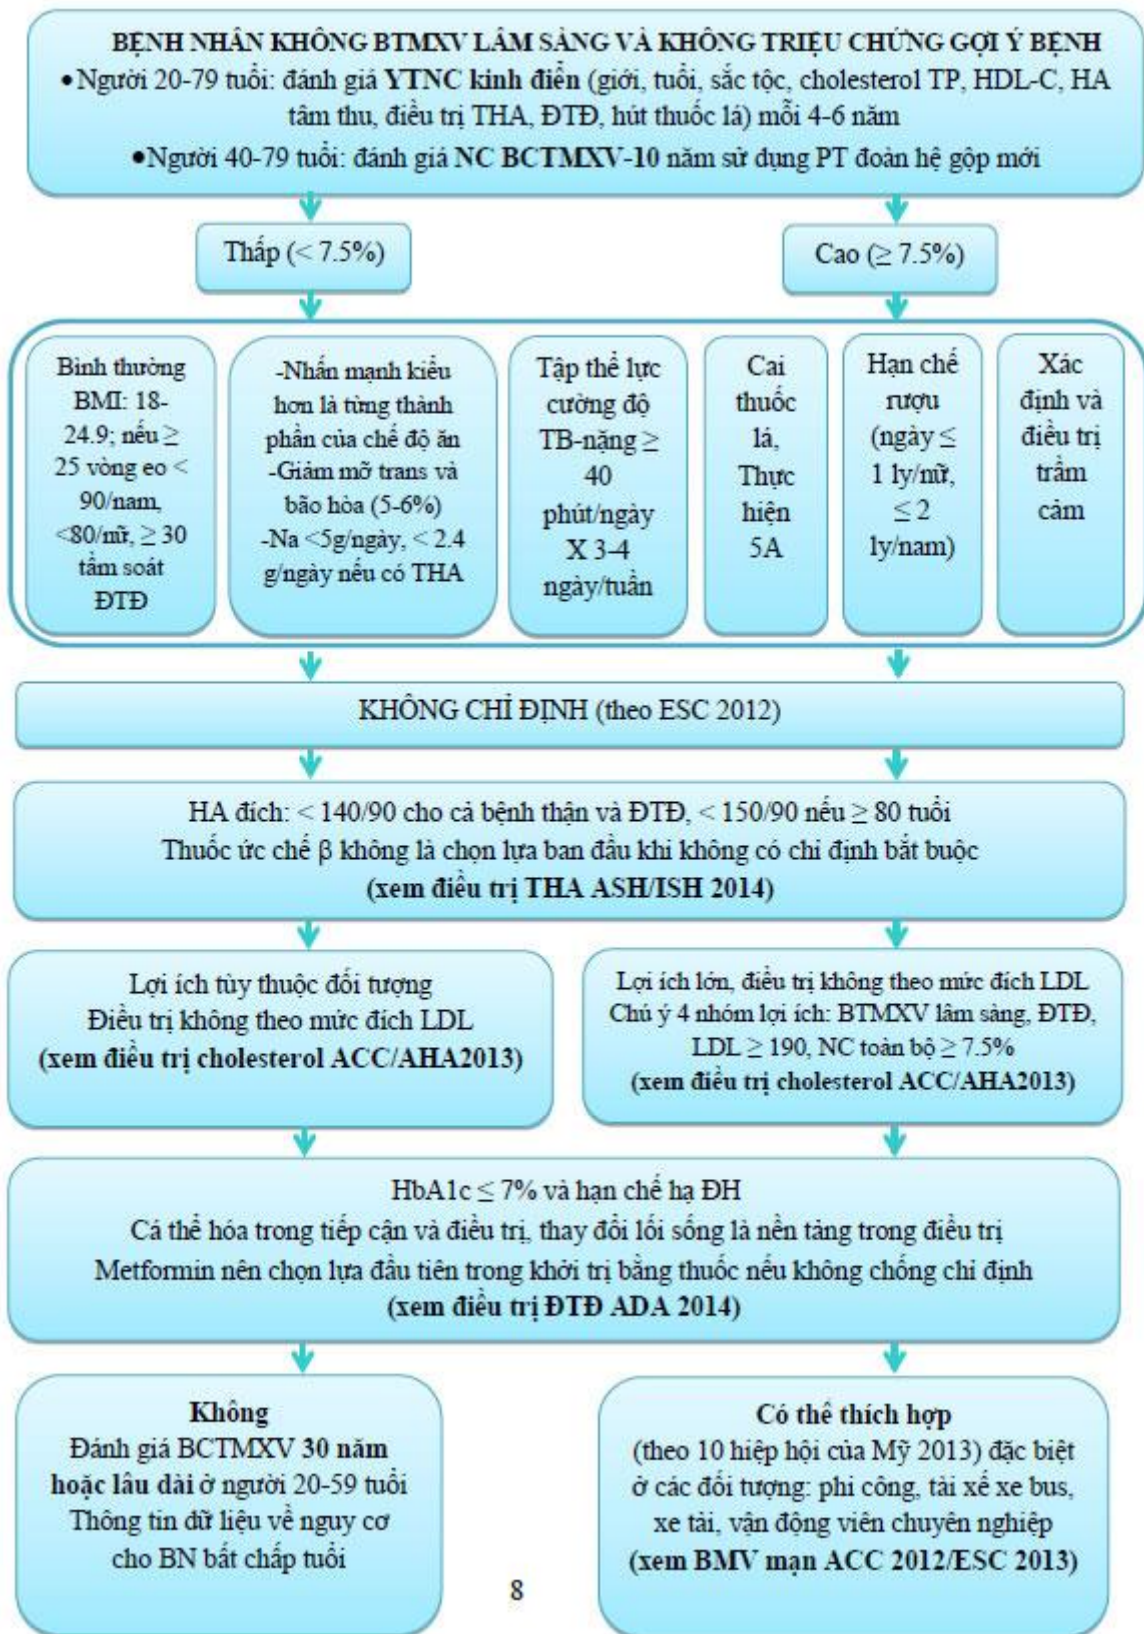 BỆNH NHÂN KHÔNG BTMXV LÂM SÀNG VÀ KHÔNG TRIỆU CHỨNG GỢI Ý BỆNH
•Người 20-79 tuổi: đánh giá YTNC kinh điển (giới, tuổi, sắc tộc, cholesterol TP, HDL-C, HA
tâm thu, điều trị THA, ĐTĐ, hút thuốc lá) mỗi 4-6 năm
•Người 40-79 tuổi: đánh giá NC BCTMXV-10 năm sử dụng PT đoàn hệ gộp mới
Thấp (< 7.5%)
Cao (≥ 7.5%)
Bình thường
BMI: 18-
24.9; nếu ≥
25 vòng eo <
90/nam,
<80/nữ, ≥ 30
tầm soát
ĐTĐ
-Nhấn mạnh kiểu
hơn là từng thành
phần của chế độ ăn
-Giảm mỡ trans và
bão hòa (5-6%)
-Na <5g/ngày, < 2.4
g/ngày nếu có THA
Tập thể lực
cường độ
TB-nặng ≥
40
phút/ngày
X 3-4
ngày/tuần
Cai
thuốc
lá,
Thực
hiện
5A
Hạn chế
rượu
(ngày ≤
1 ly/nữ,
≤ 2
ly/nam)
Xác
định và
điều trị
trầm
cảm
KHÔNG CHỈ ĐỊNH (theo ESC 2012)
HA đích: < 140/90 cho cả bệnh thận và ĐTĐ, < 150/90 nếu ≥ 80 tuổi
Thuốc ức chế β không là chọn lựa ban đầu khi không có chỉ định bắt buộc
(xem điều trị THA ASH/ISH 2014)
Lợi ích tùy thuộc đối tượng
Điều trị không theo mức đích LDL
(xem điều trị cholesterol ACC/AHA2013)
Lợi ích lớn, điều trị không theo mức đích LDL
Chú ý 4 nhóm lợi ích: BTMXV lâm sàng, ĐTĐ,
LDL ≥ 190, NC toàn bộ ≥ 7.5%
(xem điều trị cholesterol ACC/AHA2013)
HbA1c ≤ 7% và hạn chế hạ ĐH
Cá thể hóa trong tiếp cận và điều trị, thay đổi lối sống là nền tảng trong điều trị
Metformin nên chọn lựa đầu tiên trong khởi trị bằng thuốc nếu không chống chỉ định
(xem điều trị ĐTĐ ADA 2014)
Không
Đánh giá BCTMXV 30 năm
hoặc lâu dài ở người 20-59 tuổi
Thông tin dữ liệu về nguy cơ
cho BN bất chấp tuổi
Có thể thích hợp
(theo 10 hiệp hội của Mỹ 2013) đặc biệt
ở các đối tượng: phi công, tài xế xe bus,
xe tải, vận động viên chuyên nghiệp
(xem BMV mạn ACC 2012/ESC 2013)
8